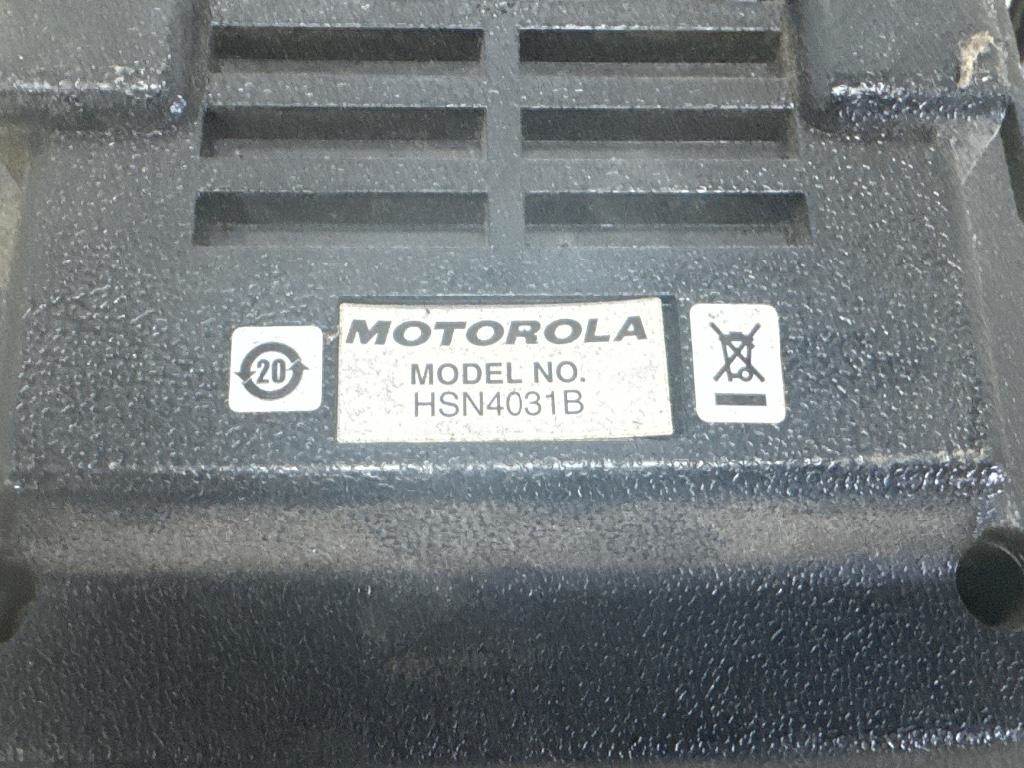 20
MOTOROLA
MODEL NO.
HSN4031B